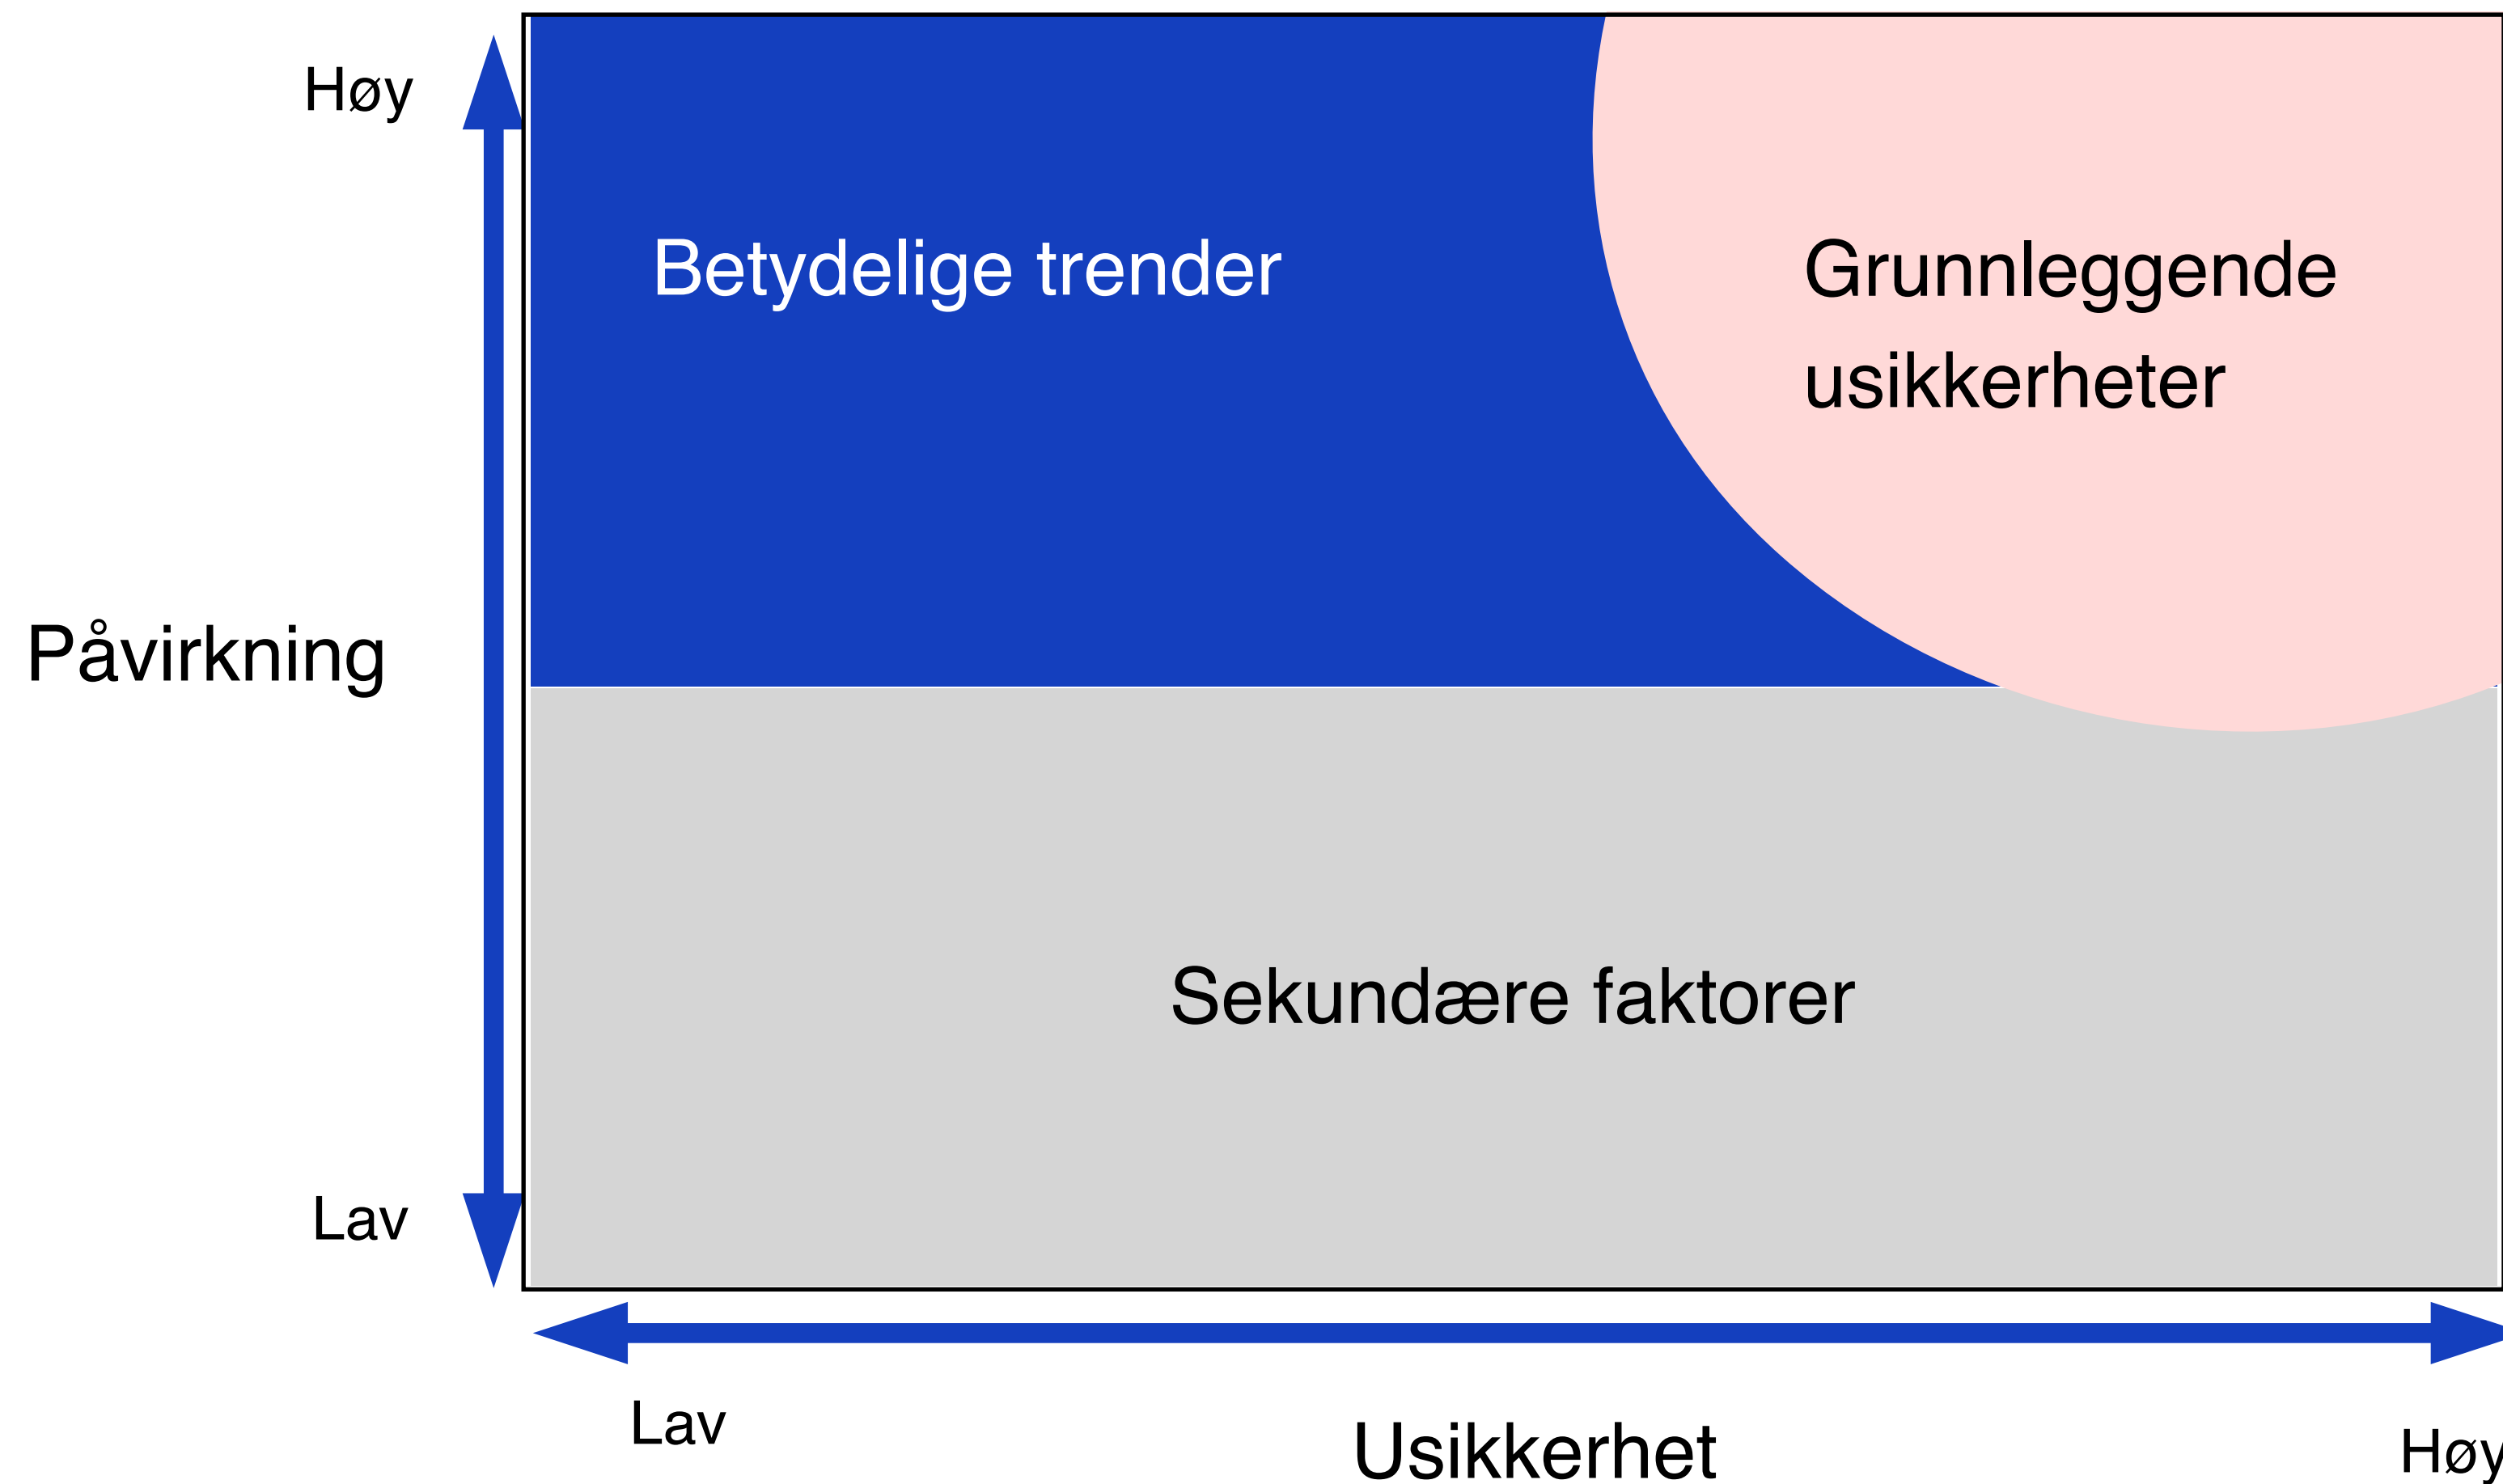 Høy
Betydelige trender
Grunnleggende
usikkerheter
Påvirkning
Sekundære faktorer
Lav
Lav
Usikkerhet
Høy